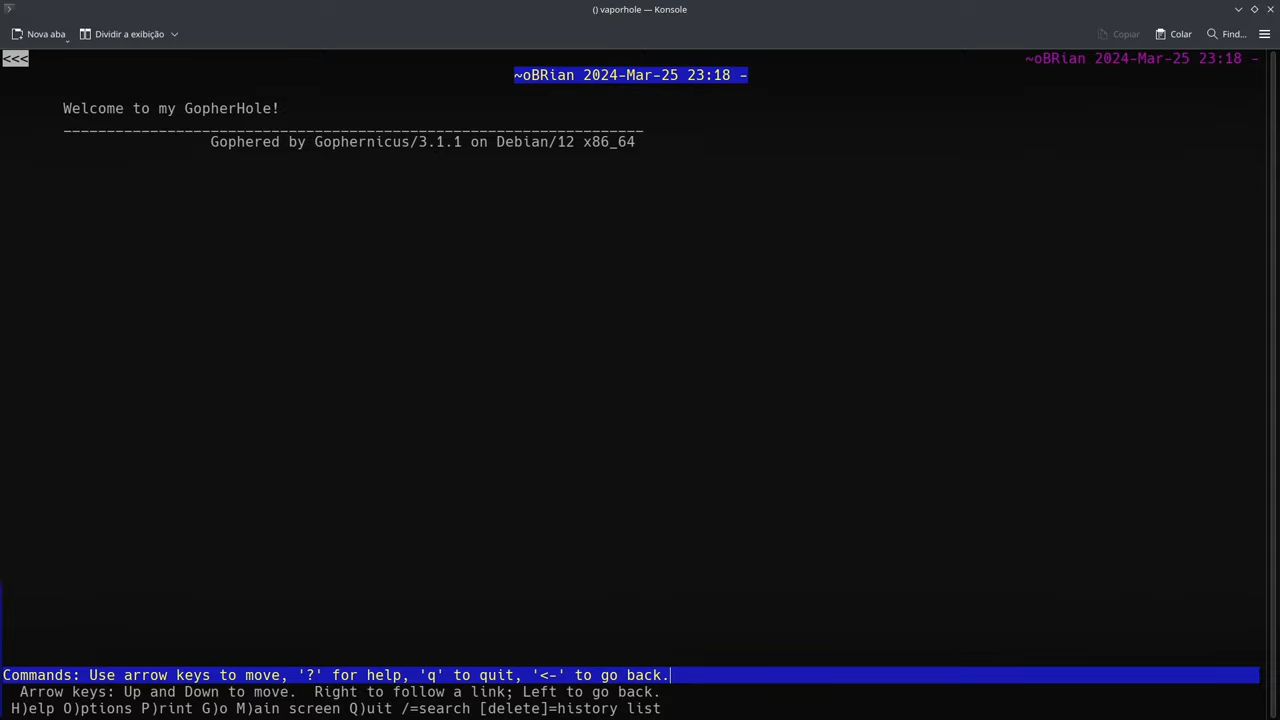 () vaporhole — Konsole
Nova aba Dividir a exibição Copiar Colar Find...
<<< ~oBRian 2024-Mar-25 23:18 -
~oBRian 2024-Mar-25 23:18 -
Welcome to my GopherHole!
___________________________________________________________________
Gophered by Gophernicus/3.1.1 on Debian/12 x86_64
Commands: Use arrow keys to move, '?' for help, 'q' to quit, '<-' to go back.
Arrow keys: Up and Down to move. Right to follow a link; Left to go back.
H)elp O)ptions P)rint G)o M)ain screen Q)uit /=search [delete]=history list